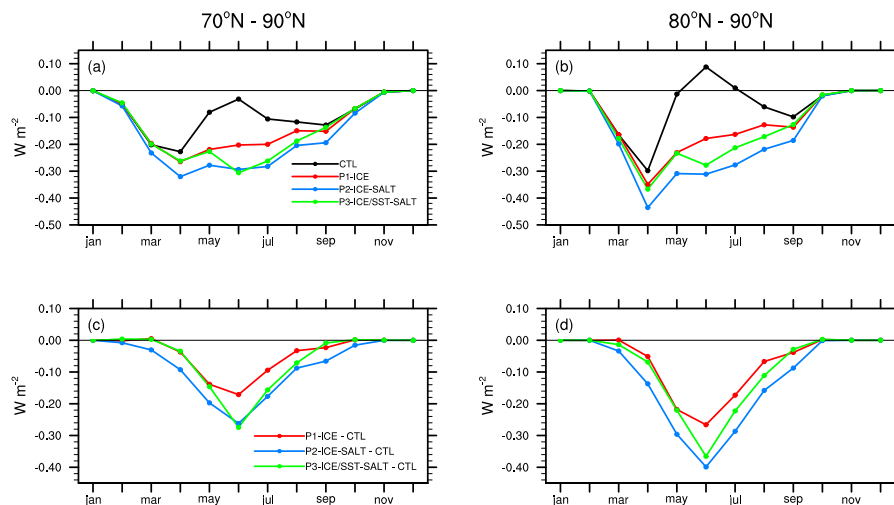 70°N - 90°N
80°N - 90°N
(a)
0.10
0.00
-0.10
-0.20
-0.30
-0.40
-0.50
W m⁻²
CTL
P1-ICE
P2-ICE-SALT
P3-ICE/SST-SALT
jan mar may jul sep nov
(b)
0.10
0.00
-0.10
-0.20
-0.30
-0.40
-0.50
W m⁻²
jan mar may jul sep nov
(c)
0.10
0.00
-0.10
-0.20
-0.30
-0.40
W m⁻²
P1-ICE - CTL
P2-ICE-SALT - CTL
P3-ICE/SST-SALT - CTL
jan mar may jul sep nov
(d)
0.10
0.00
-0.10
-0.20
-0.30
-0.40
W m⁻²
jan mar may jul sep nov